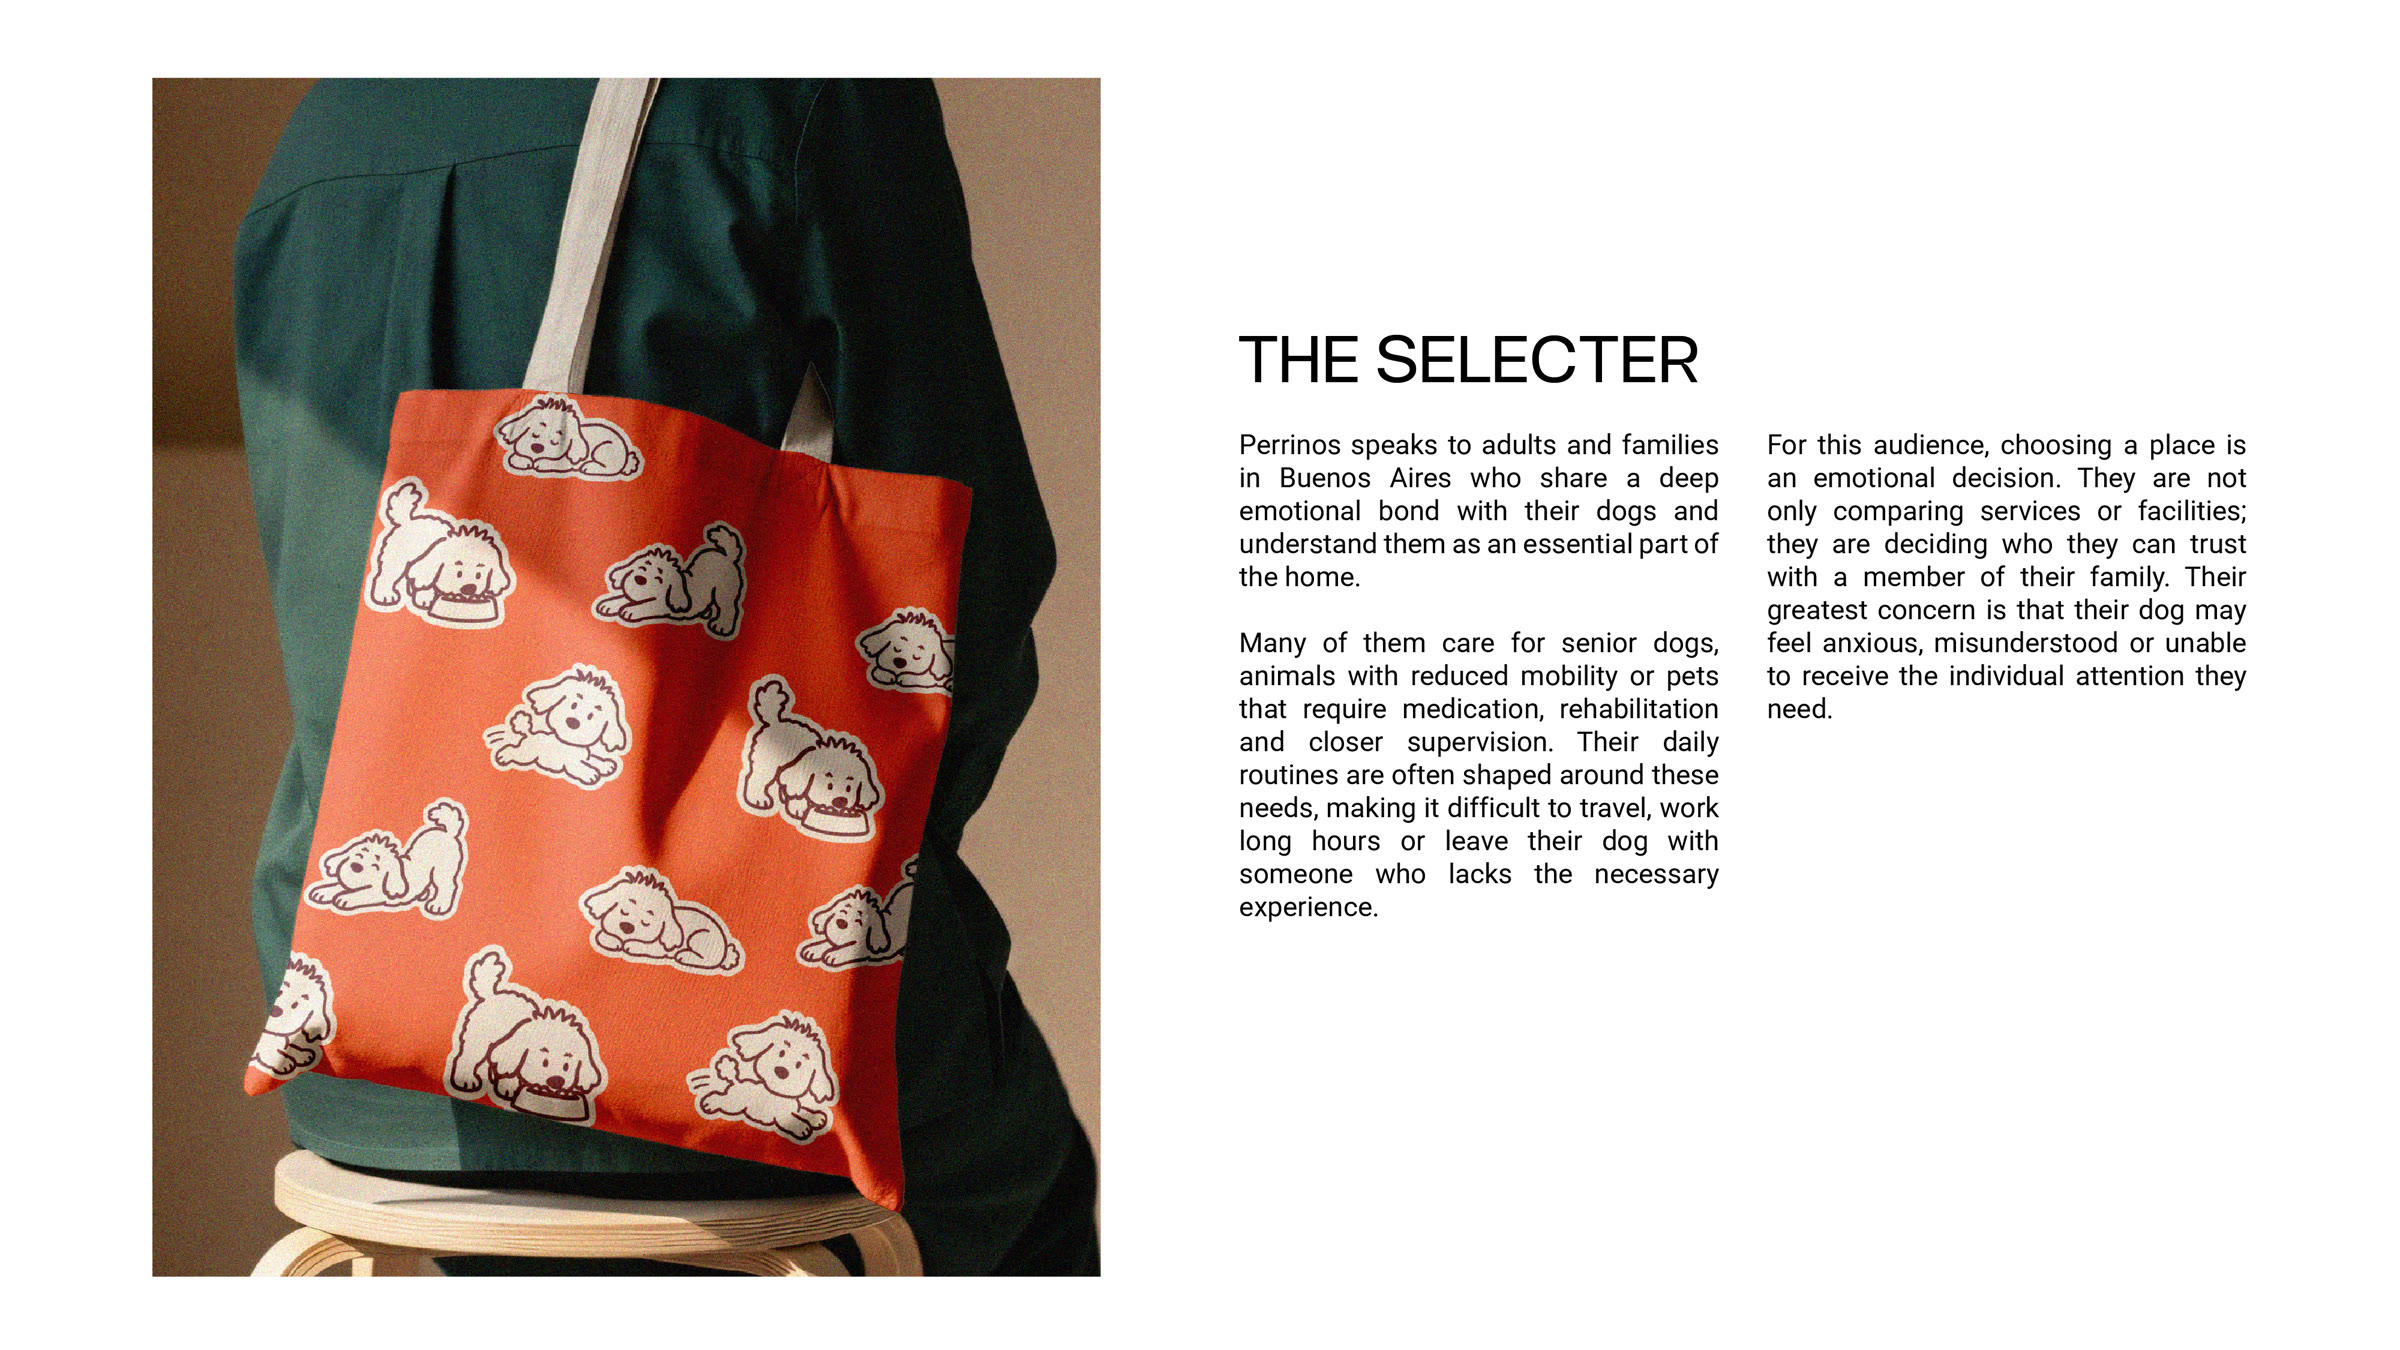 THE SELECTER
Perrinos speaks to adults and families
in Buenos Aires who share a deep
emotional bond with their dogs and
understand them as an essential part of
the home.
Many of them care for senior dogs,
animals with reduced mobility or pets
that require medication, rehabilitation
and closer supervision. Their daily
routines are often shaped around these
needs, making it difficult to travel, work
long hours or leave their dog with
someone who lacks the necessary
experience.
For this audience, choosing a place is
an emotional decision. They are not
only comparing services or facilities;
they are deciding who they can trust
with a member of their family. Their
greatest concern is that their dog may
feel anxious, misunderstood or unable
to receive the individual attention they
need.